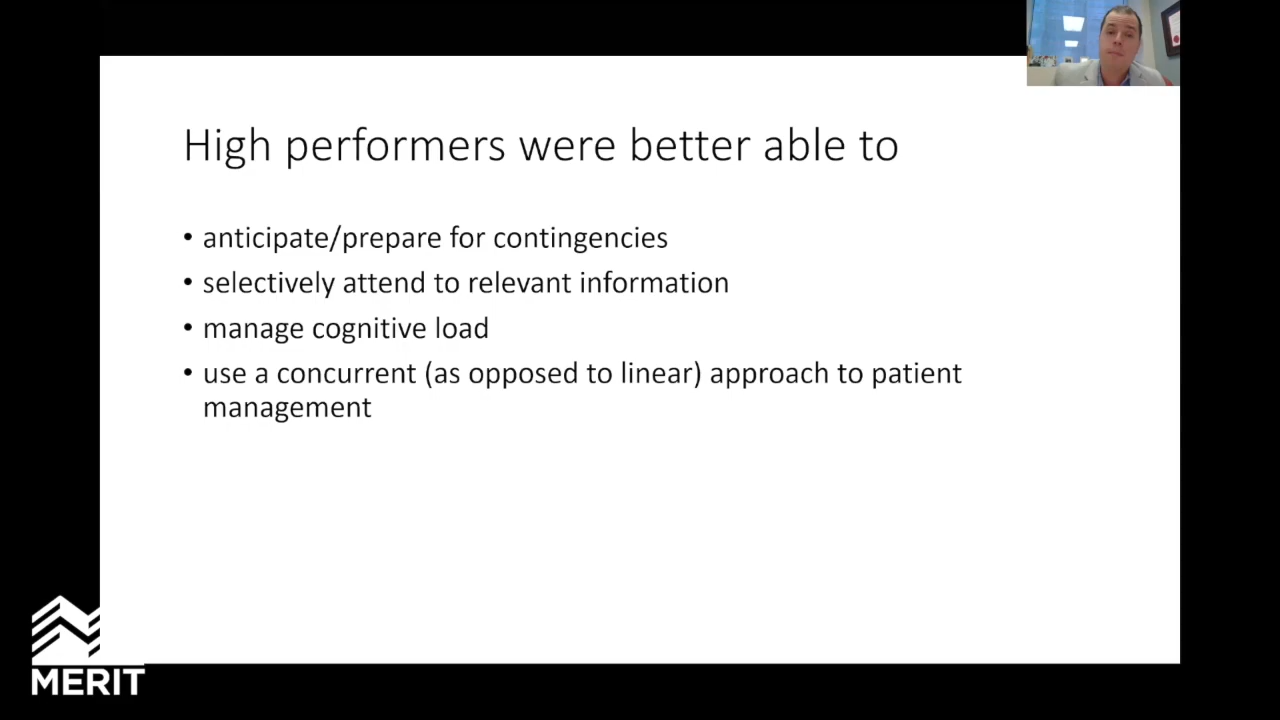 High performers were better able to
• anticipate/prepare for contingencies
• selectively attend to relevant information
• manage cognitive load
• use a concurrent (as opposed to linear) approach to patient
management
MERIT